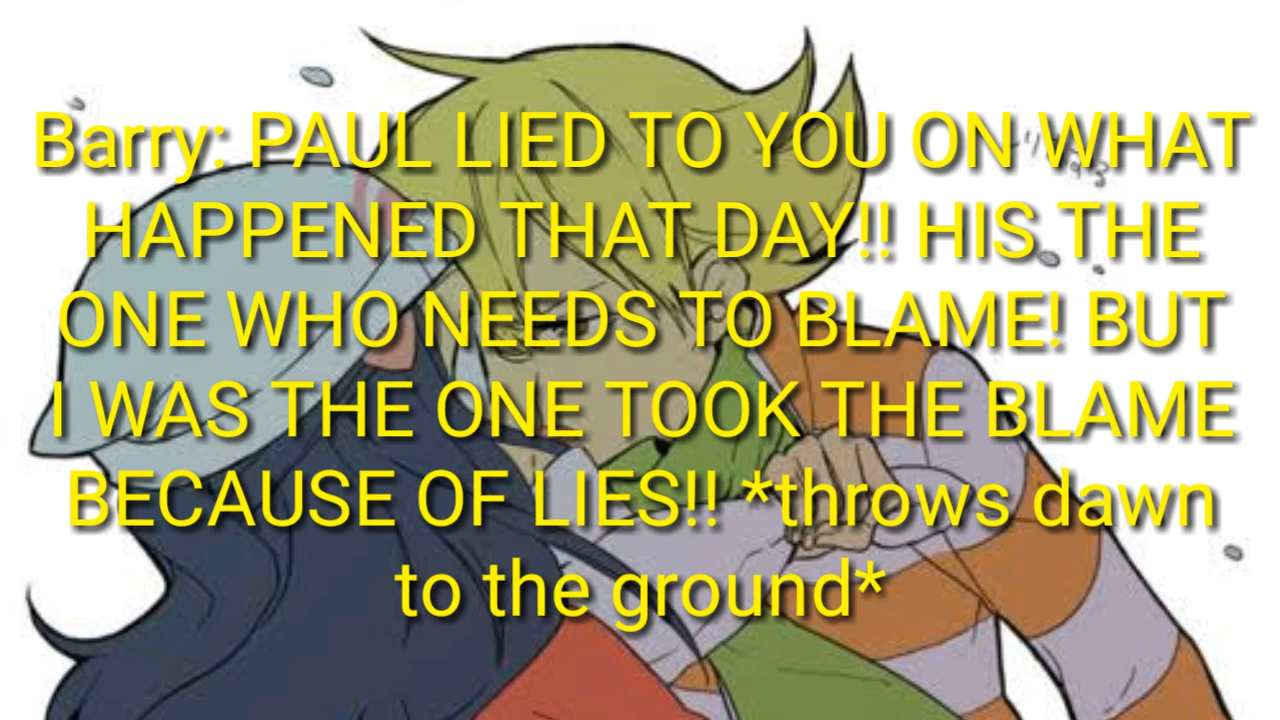 Barry: PAUL LIED TO YOU ON WHAT
HAPPENED THAT DAY!! HIS THE
ONE WHO NEEDS TO BLAME! BUT
I WAS THE ONE TOOK THE BLAME
BECAUSE OF LIES!! *throws dawn
to the ground*